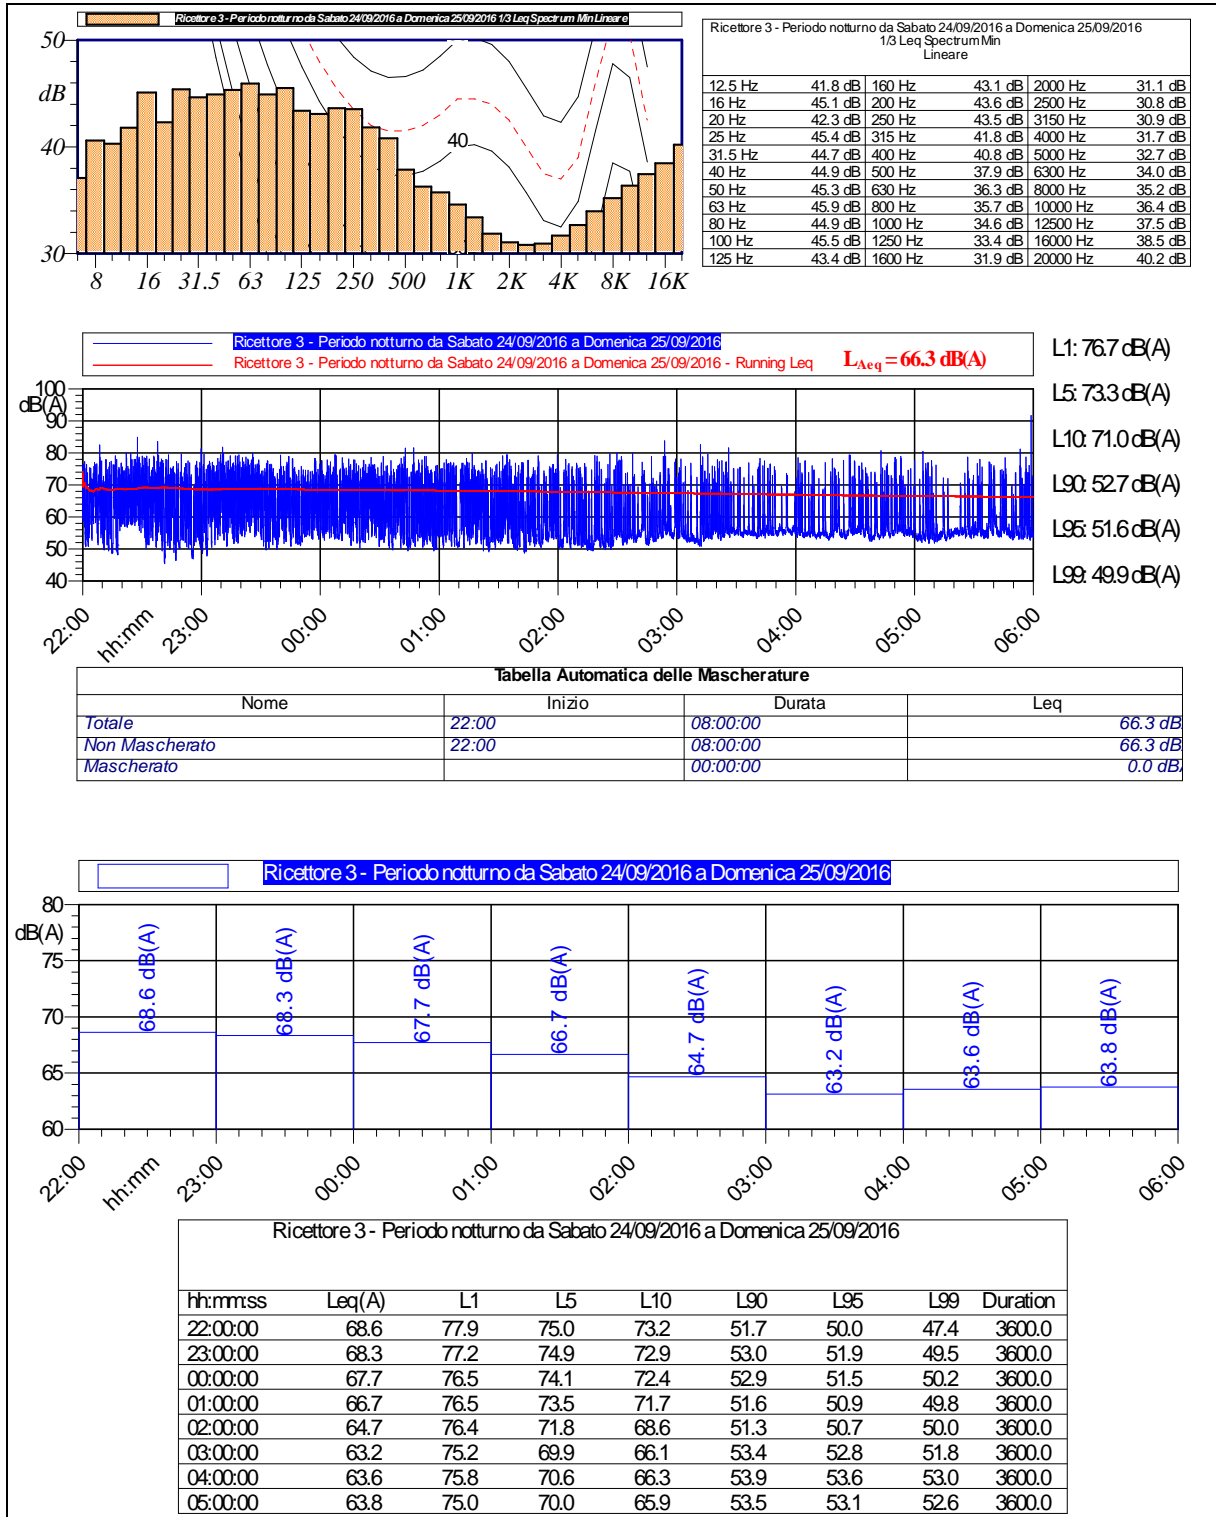 Ricettore 3 - Periodo notturno da Sabato 24/09/2016 a Domenica 25/09/2016 1/3 Leq Spectrum Min Lineare
50
dB
40
30
40
8 16 31.5 63 125 250 500 1K 2K 4K 8K 16K
Ricettore 3 - Periodo notturno da Sabato 24/09/2016 a Domenica 25/09/2016
1/3 Leq Spectrum Min
Lineare
12.5 Hz 41.8 dB 160 Hz 43.1 dB 2000 Hz 31.1 dB
16 Hz 45.1 dB 200 Hz 43.6 dB 2500 Hz 30.8 dB
20 Hz 42.3 dB 250 Hz 43.5 dB 3150 Hz 30.9 dB
25 Hz 45.4 dB 315 Hz 41.8 dB 4000 Hz 31.7 dB
31.5 Hz 44.7 dB 400 Hz 40.8 dB 5000 Hz 32.7 dB
40 Hz 44.9 dB 500 Hz 37.9 dB 6300 Hz 34.0 dB
50 Hz 45.3 dB 630 Hz 36.3 dB 8000 Hz 35.2 dB
63 Hz 45.9 dB 800 Hz 35.7 dB 10000 Hz 36.4 dB
80 Hz 44.9 dB 1000 Hz 34.6 dB 12500 Hz 37.5 dB
100 Hz 45.5 dB 1250 Hz 33.4 dB 16000 Hz 38.5 dB
125 Hz 43.4 dB 1600 Hz 31.9 dB 20000 Hz 40.2 dB
Ricettore 3 - Periodo notturno da Sabato 24/09/2016 a Domenica 25/09/2016
Ricettore 3 - Periodo notturno da Sabato 24/09/2016 a Domenica 25/09/2016 - Running Leq LAeq = 66.3 dB(A)
100
dB(A)
90
80
70
60
50
40
22:00 hh:mm 23:00 00:00 01:00 02:00 03:00 04:00 05:00 06:00
L1: 76.7 dB(A)
L5: 73.3 dB(A)
L10: 71.0 dB(A)
L90: 52.7 dB(A)
L95: 51.6 dB(A)
L99: 49.9 dB(A)
Tabella Automatica delle Mascherature
Nome Inizio Durata Leq
Totale 22:00 08:00:00 66.3 dB
Non Mascherato 22:00 08:00:00 66.3 dB
Mascherato 00:00:00 0.0 dB
Ricettore 3 - Periodo notturno da Sabato 24/09/2016 a Domenica 25/09/2016
80
dB(A)
75
70
65
60
68.6 dB(A)
68.3 dB(A)
67.7 dB(A)
66.7 dB(A)
64.7 dB(A)
63.2 dB(A)
63.6 dB(A)
63.8 dB(A)
22:00 hh:mm 23:00 00:00 01:00 02:00 03:00 04:00 05:00 06:00
Ricettore 3 - Periodo notturno da Sabato 24/09/2016 a Domenica 25/09/2016
hh:mm:ss Leq(A) L1 L5 L10 L90 L95 L99 Duration
22:00:00 68.6 77.9 75.0 73.2 51.7 50.0 47.4 3600.0
23:00:00 68.3 77.2 74.9 72.9 53.0 51.9 49.5 3600.0
00:00:00 67.7 76.5 74.1 72.4 52.9 51.5 50.2 3600.0
01:00:00 66.7 76.5 73.5 71.7 51.6 50.9 49.8 3600.0
02:00:00 64.7 76.4 71.8 68.6 51.3 50.7 50.0 3600.0
03:00:00 63.2 75.2 69.9 66.1 53.4 52.8 51.8 3600.0
04:00:00 63.6 75.8 70.6 66.3 53.9 53.6 53.0 3600.0
05:00:00 63.8 75.0 70.0 65.9 53.5 53.1 52.6 3600.0